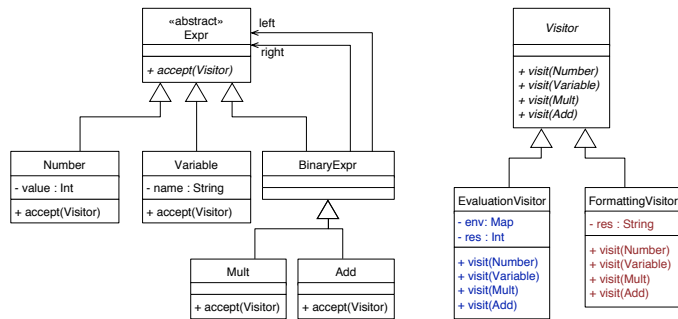 «abstract»
Expr
+ accept(Visitor)
left
right
Number
- value : Int
+ accept(Visitor)
Variable
- name : String
+ accept(Visitor)
BinaryExpr
Mult
+ accept(Visitor)
Add
+ accept(Visitor)
Visitor
+ visit(Number)
+ visit(Variable)
+ visit(Mult)
+ visit(Add)
EvaluationVisitor
- env: Map
- res : Int
+ visit(Number)
+ visit(Variable)
+ visit(Mult)
+ visit(Add)
FormattingVisitor
- res : String
+ visit(Number)
+ visit(Variable)
+ visit(Mult)
+ visit(Add)